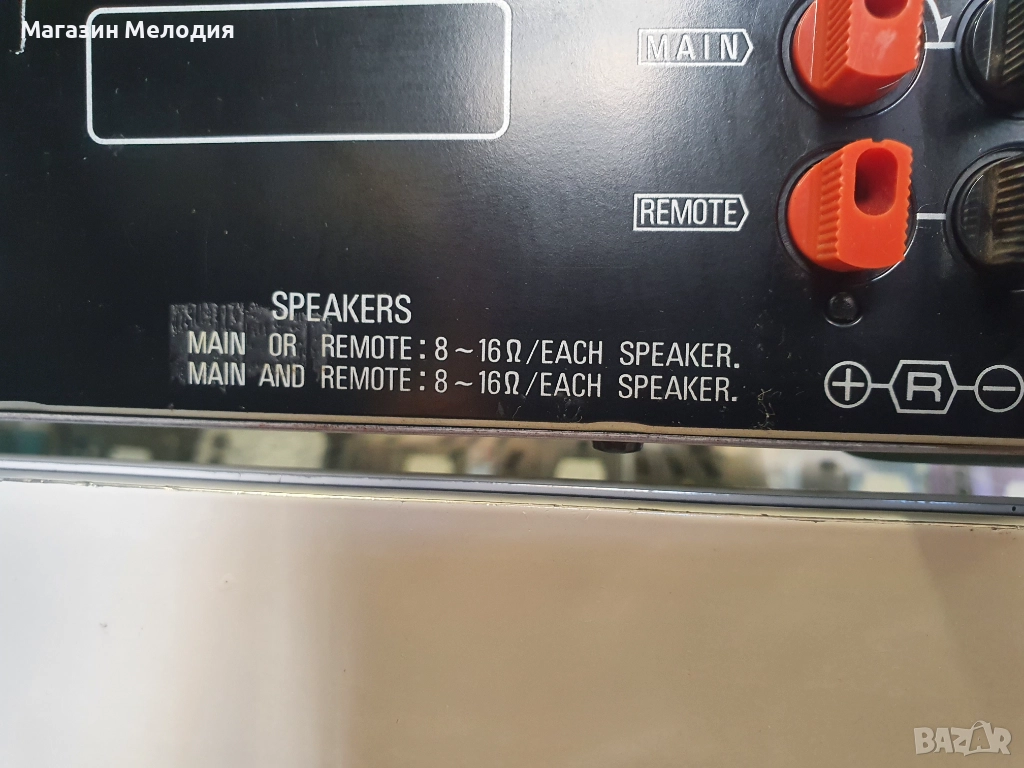 Магазин Мелодия
MAIN
REMOTE
SPEAKERS
MAIN OR REMOTE: 8~16Ω/EACH SPEAKER.
MAIN AND REMOTE: 8~16Ω/EACH SPEAKER.
+ R −
BAZAR